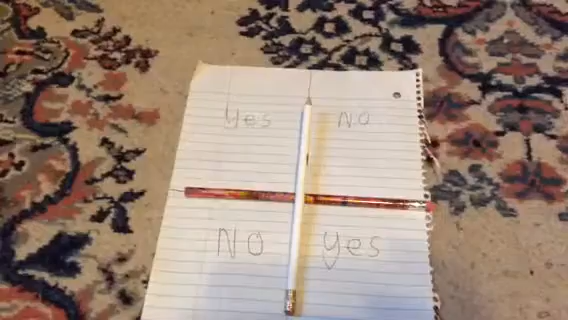 Yes NO
NO yes